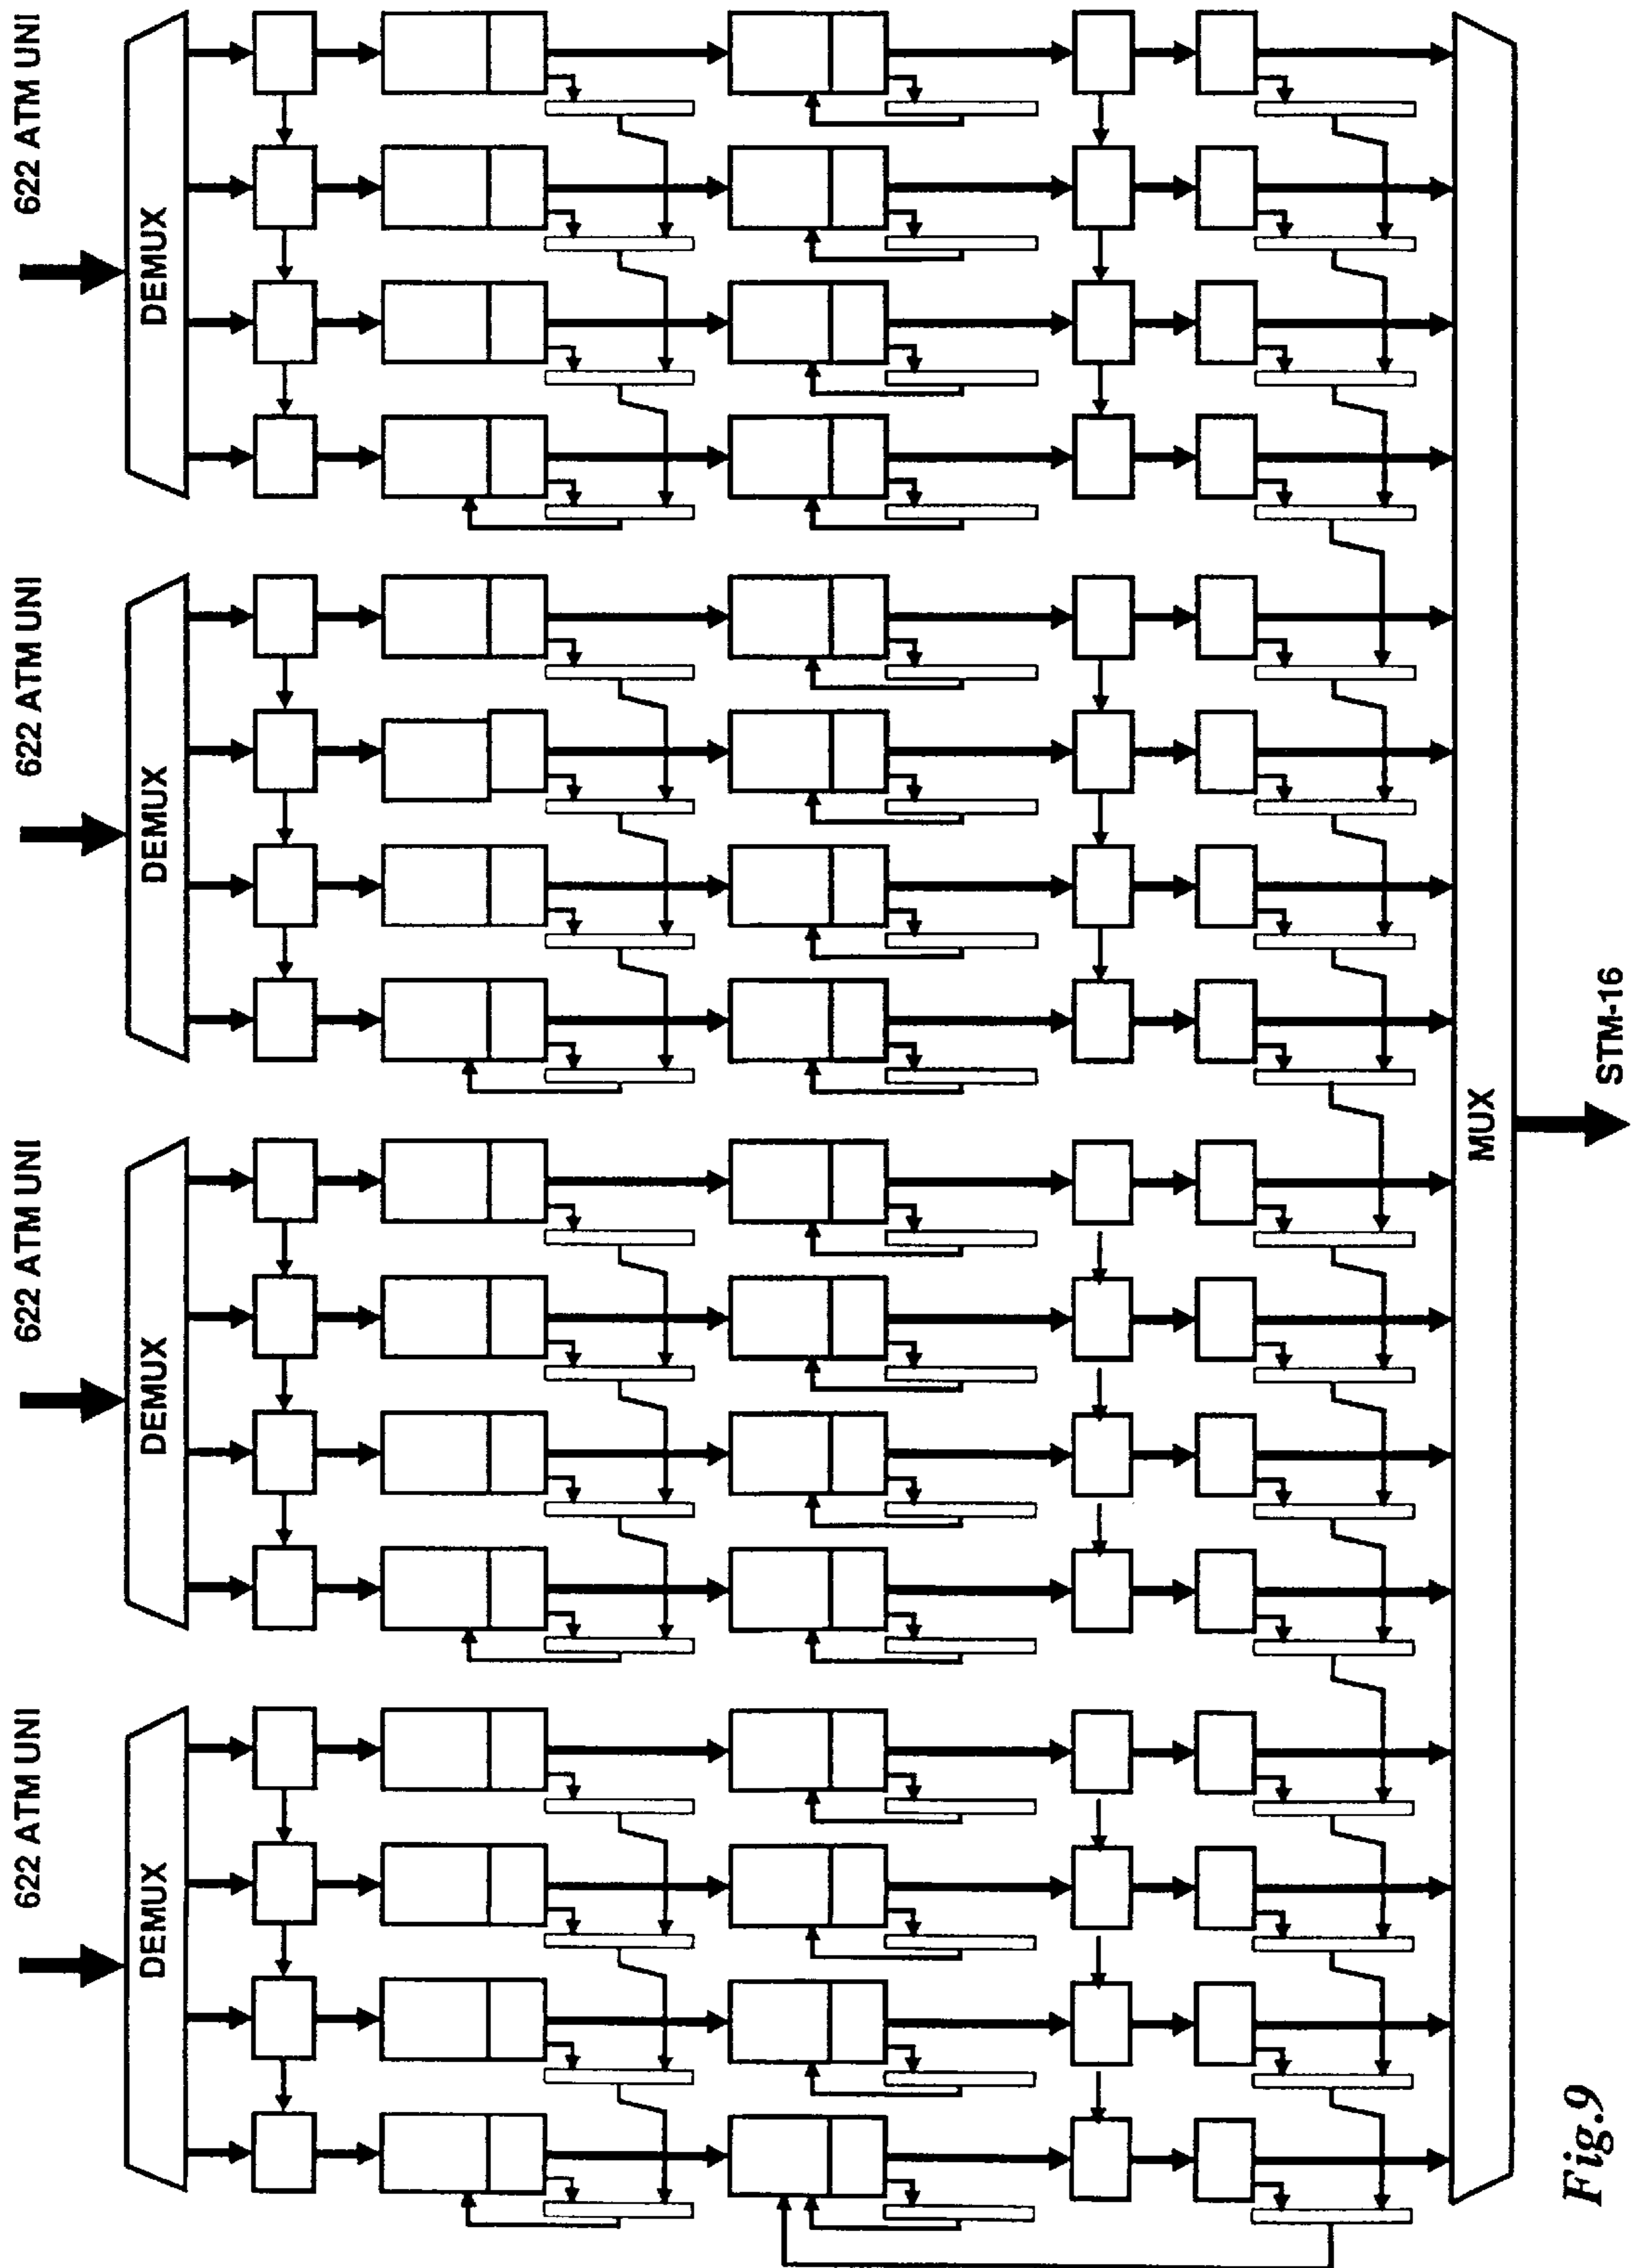 622 ATM UNI
622 ATM UNI
622 ATM UNI
622 ATM UNI
DEMUX
DEMUX
DEMUX
DEMUX
MUX
STM-16
Fig.9